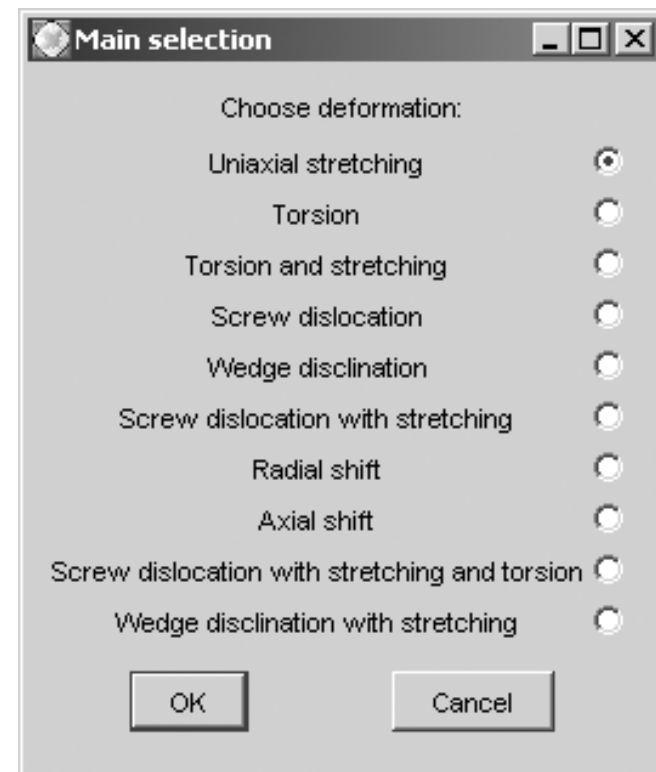 Main selection
Choose deformation:
Uniaxial stretching
Torsion
Torsion and stretching
Screw dislocation
Wedge disclination
Screw dislocation with stretching
Radial shift
Axial shift
Screw dislocation with stretching and torsion
Wedge disclination with stretching
OK Cancel